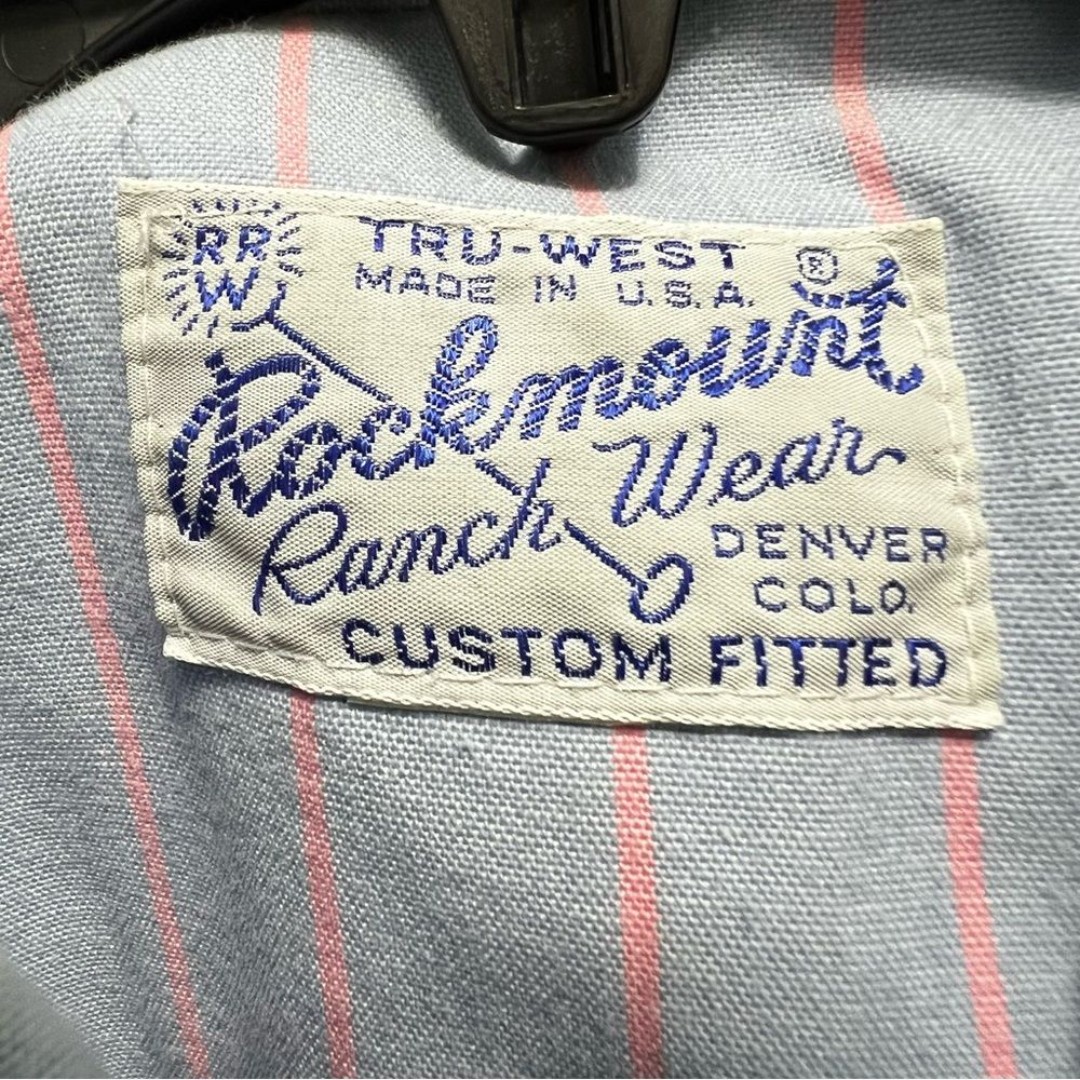 RR
W
TRU-WEST ®
MADE IN U.S.A.
Rockmount
Ranch Wear
DENVER
COLO.
CUSTOM FITTED